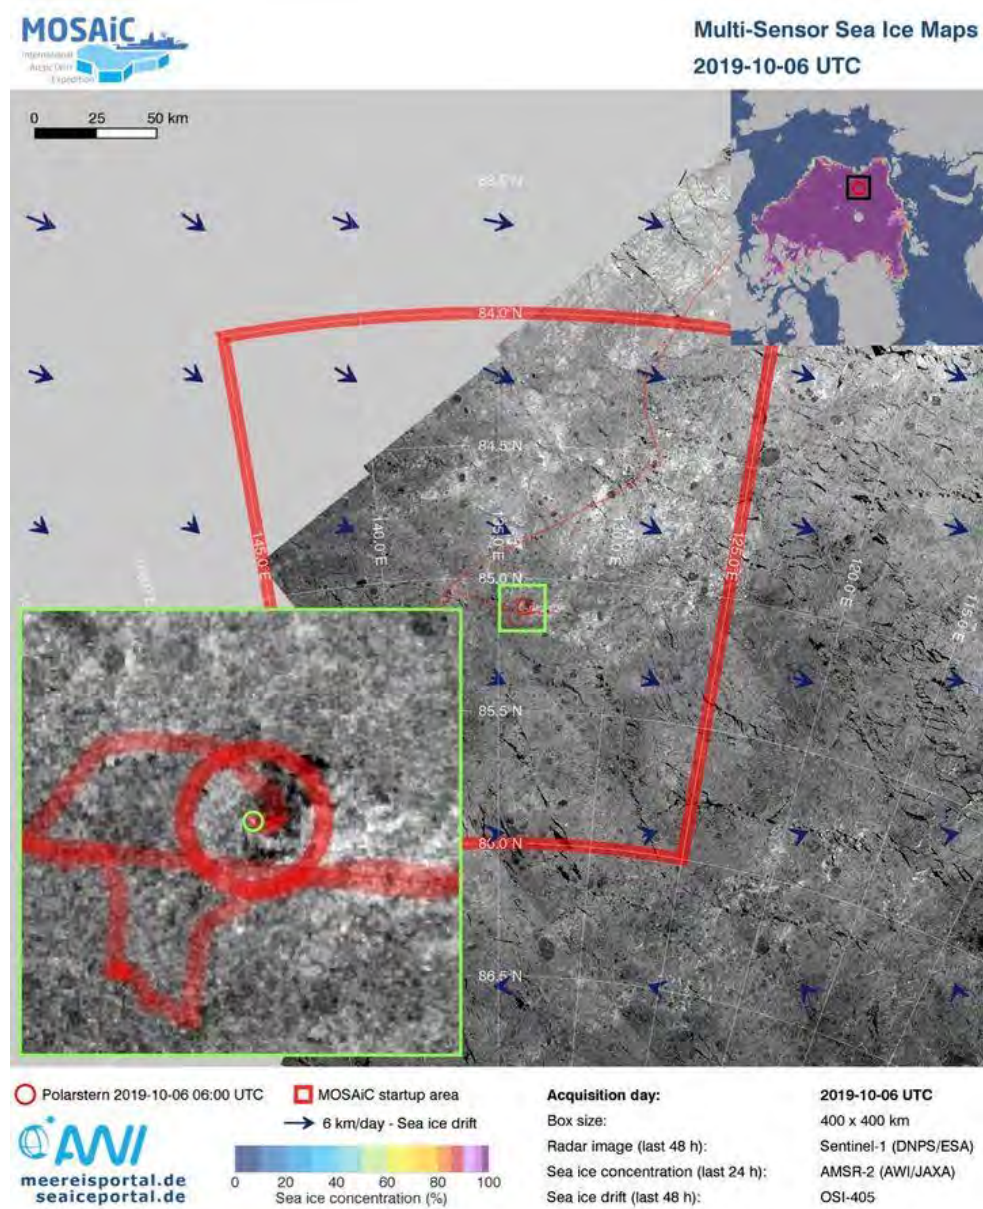 MOSAiC
International
Arctic Drift
Expedition
Multi-Sensor Sea Ice Maps
2019-10-06 UTC
0 25 50 km
84.0°N
84.5°N
145.0°E
140.0°E
135.0°E
130.0°E
125.0°E
120.0°E
115.0°E
85.0°N
85.5°N
86.0°N
86.5°N
Polarstern 2019-10-06 06:00 UTC
MOSAiC startup area
6 km/day - Sea ice drift
AWI
meereisportal.de
seaiceportal.de
0 20 40 60 80 100
Sea ice concentration (%)
Acquisition day: 2019-10-06 UTC
Box size: 400 x 400 km
Radar image (last 48 h): Sentinel-1 (DNPS/ESA)
Sea ice concentration (last 24 h): AMSR-2 (AWI/JAXA)
Sea ice drift (last 48 h): OSI-405